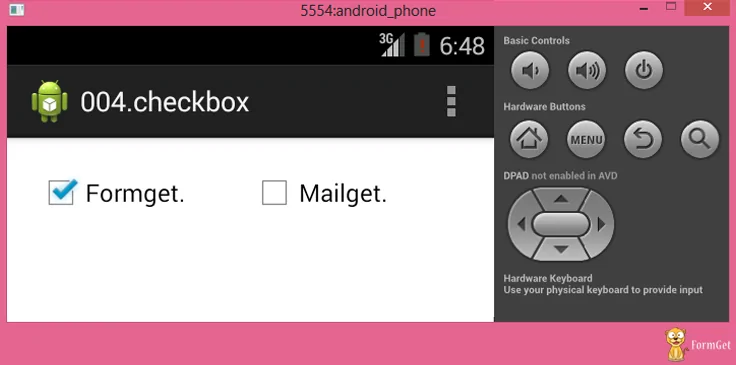 5554:android_phone
3G 6:48
004.checkbox
Formget. Mailget.
Basic Controls
Hardware Buttons
MENU
DPAD not enabled in AVD
Hardware Keyboard
Use your physical keyboard to provide input
FormGet